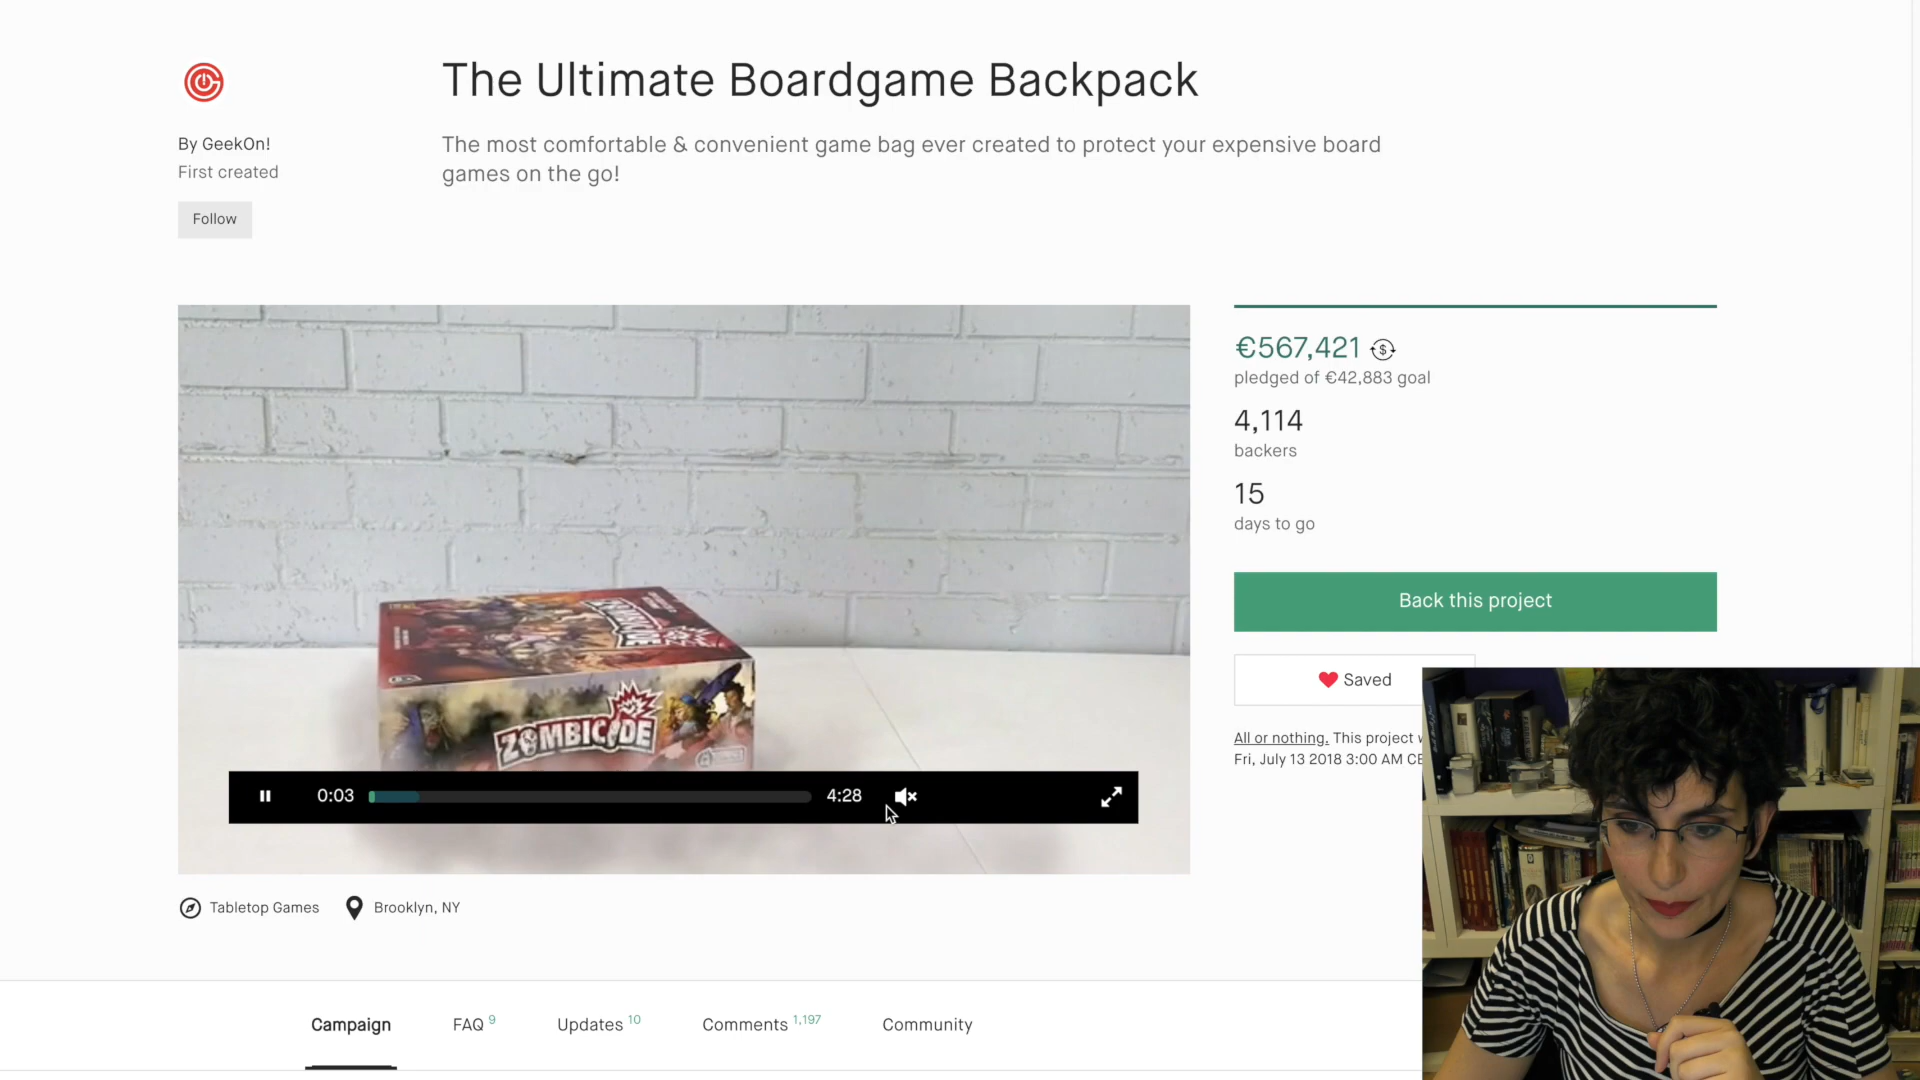 The Ultimate Boardgame Backpack
By GeekOn!
First created
Follow
The most comfortable & convenient game bag ever created to protect your expensive board
games on the go!
ZOMBICIDE
ZOMBICIDE
0:03
4:28
€567,421
pledged of €42,883 goal
4,114
backers
15
days to go
Back this project
Saved
All or nothing. This project
Fri, July 13 2018 3:00 AM CE
Tabletop Games
Brooklyn, NY
Campaign
FAQ 9
Updates 10
Comments 1,197
Community